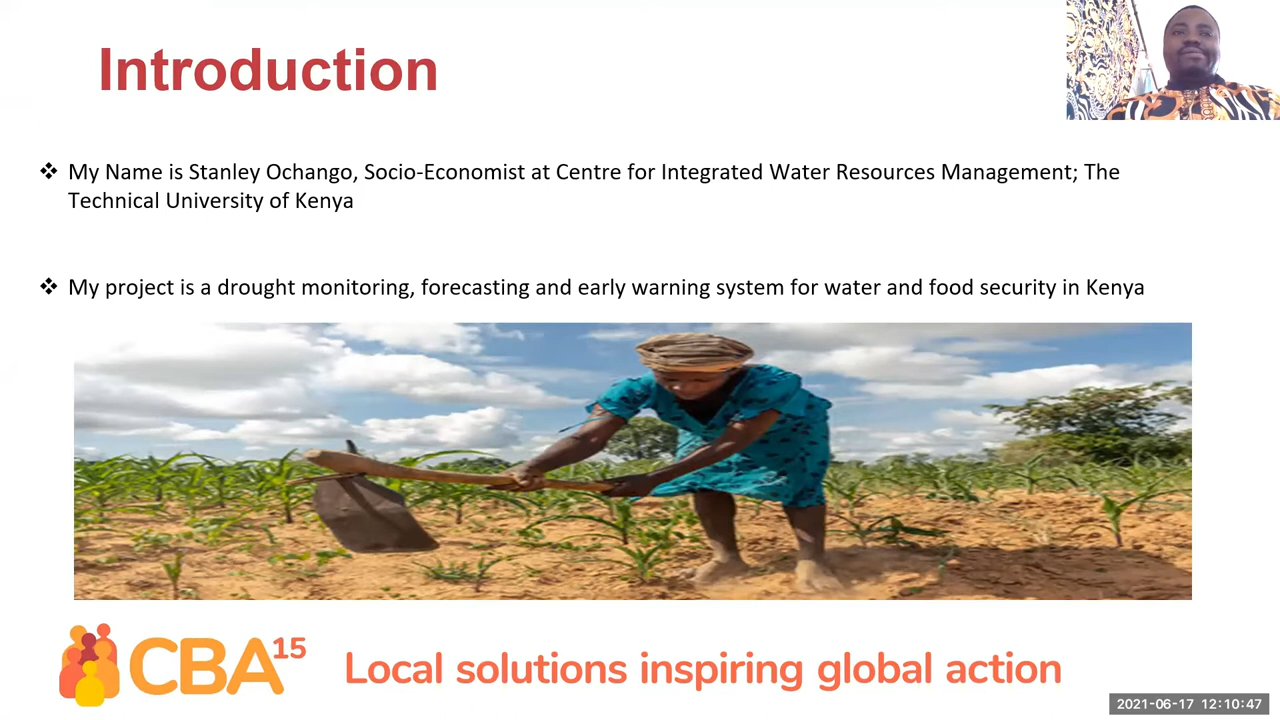 Introduction
❖ My Name is Stanley Ochango, Socio-Economist at Centre for Integrated Water Resources Management; The
Technical University of Kenya
❖ My project is a drought monitoring, forecasting and early warning system for water and food security in Kenya
CBA15
Local solutions inspiring global action
2021-06-17 12:10:47